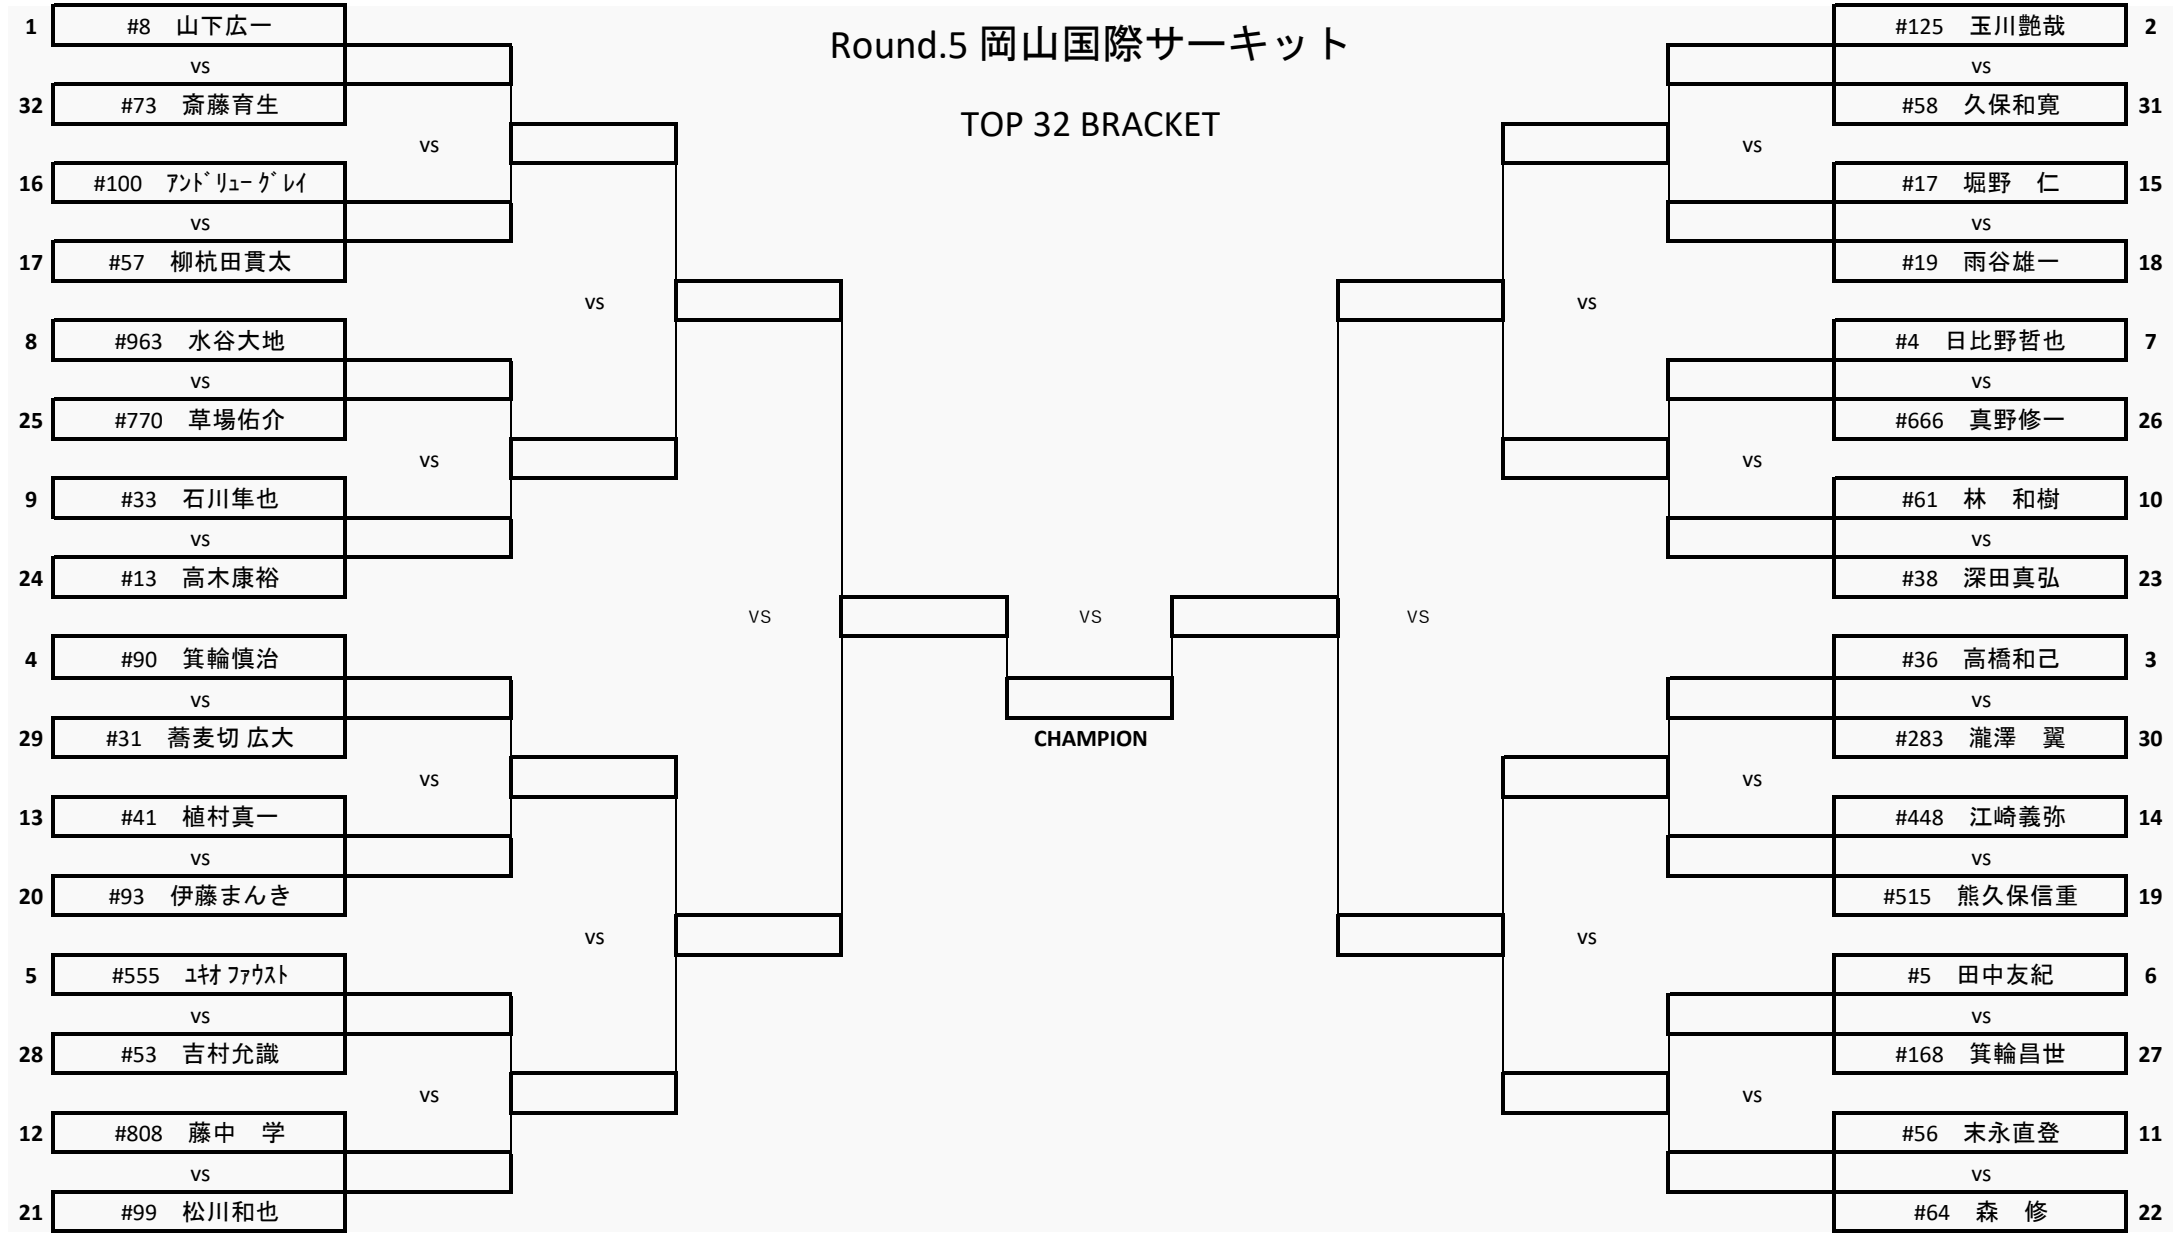 Round.5 岡山国際サーキット
TOP 32 BRACKET
1 #8 山下広一
vs
32 #73 斎藤育生
vs
16 #100 ｱﾝﾄﾞﾘｭｰ ｸﾞﾚｲ
vs
17 #57 柳杭田貫太
vs
8 #963 水谷大地
vs
25 #770 草場佑介
vs
9 #33 石川隼也
vs
24 #13 高木康裕
vs
4 #90 箕輪慎治
vs
29 #31 蕎麦切 広大
vs
13 #41 植村真一
vs
20 #93 伊藤まんき
vs
5 #555 ﾕｷｵ ﾌｧｳｽﾄ
vs
28 #53 吉村允識
vs
12 #808 藤中　学
vs
21 #99 松川和也
vs
CHAMPION
#125 玉川艶哉 2
vs
#58 久保和寛 31
vs
#17 堀野　仁 15
vs
#19 雨谷雄一 18
vs
#4 日比野哲也 7
vs
#666 真野修一 26
vs
#61 林　和樹 10
vs
#38 深田真弘 23
vs
#36 高橋和己 3
vs
#283 瀧澤　翼 30
vs
#448 江崎義弥 14
vs
#515 熊久保信重 19
vs
#5 田中友紀 6
vs
#168 箕輪昌世 27
vs
#56 末永直登 11
vs
#64 森　修 22